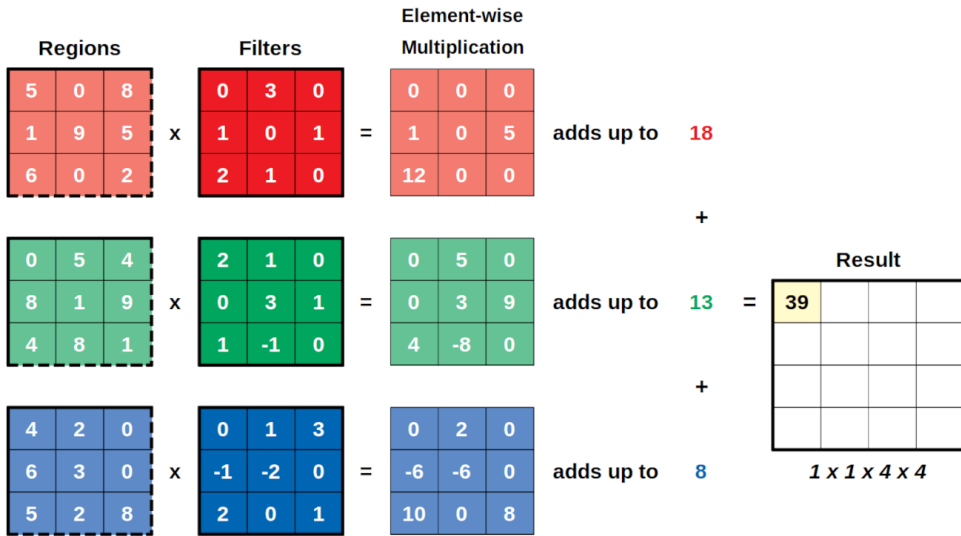 Element-wise
Regions Filters Multiplication
5 0 8 0 3 0 0 0 0
1 9 5 x 1 0 1 = 1 0 5 adds up to 18
6 0 2 2 1 0 12 0 0
+
0 5 4 2 1 0 0 5 0 Result
8 1 9 x 0 3 1 = 0 3 9 adds up to 13 = 39
4 8 1 1 -1 0 4 -8 0
+
4 2 0 0 1 3 0 2 0
6 3 0 x -1 -2 0 = -6 -6 0 adds up to 8 1 x 1 x 4 x 4
5 2 8 2 0 1 10 0 8